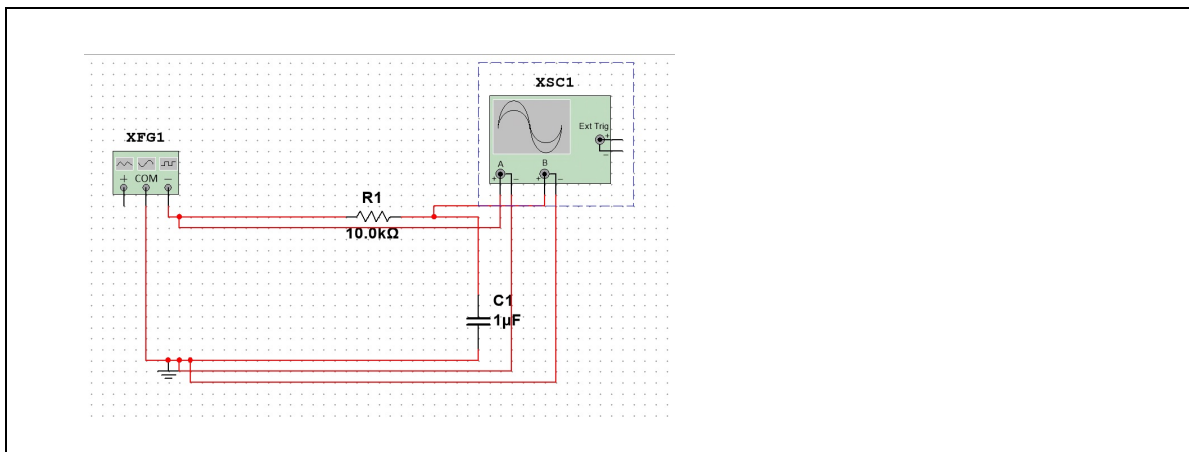 XSC1
Ext Trig
+
−
A
B
+ − + −
XFG1
+ COM −
R1
10.0kΩ
C1
1µF